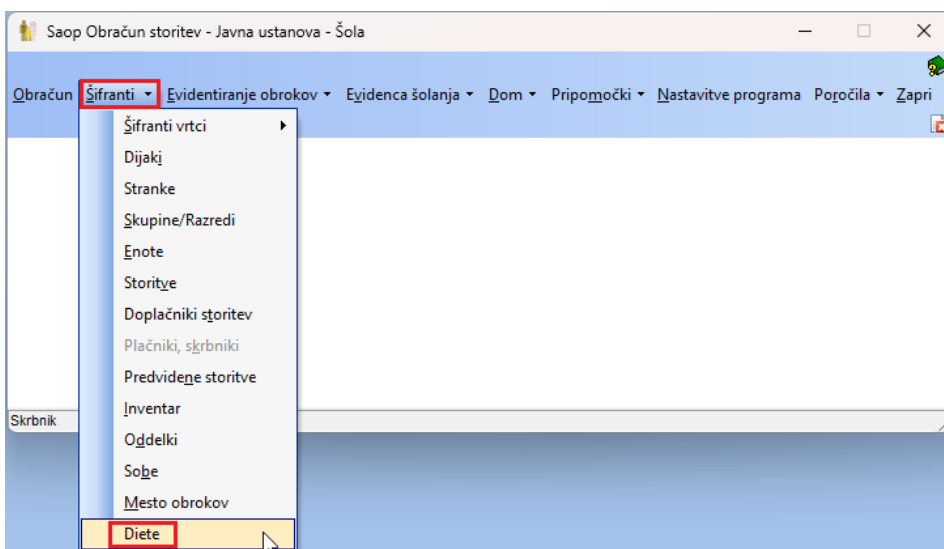 Saop Obračun storitev - Javna ustanova - Šola
Obračun Šifranti Evidentiranje obrokov Evidenca šolanja Dom Pripomočki Nastavitve programa Poročila Zapri
Šifranti vrtci
Dijaki
Stranke
Skupine/Razredi
Enote
Storitve
Doplačniki storitev
Plačniki, skrbniki
Predvidene storitve
Inventar
Skrbnik
Oddelki
Sobe
Mesto obrokov
Diete